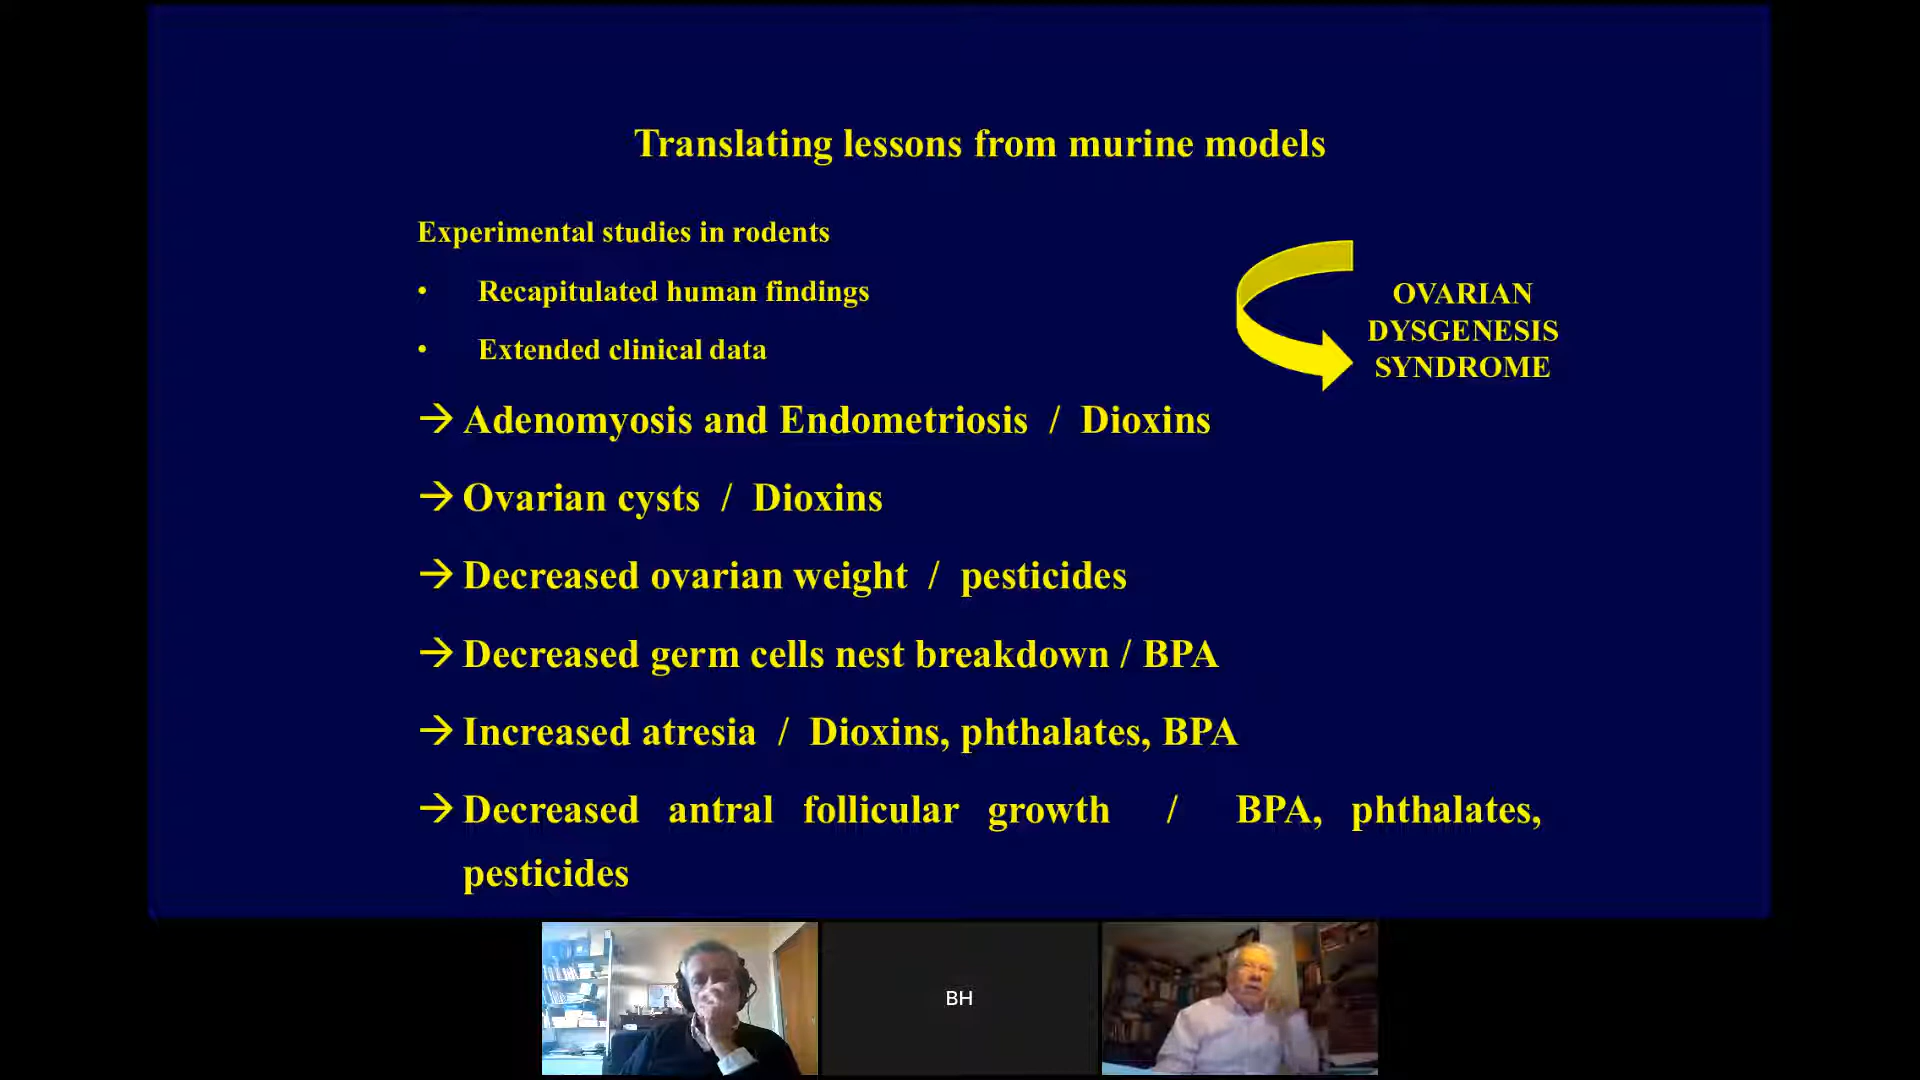 Translating lessons from murine models
Experimental studies in rodents
• Recapitulated human findings
• Extended clinical data
OVARIAN
DYSGENESIS
SYNDROME
→ Adenomyosis and Endometriosis / Dioxins
→ Ovarian cysts / Dioxins
→ Decreased ovarian weight / pesticides
→ Decreased germ cells nest breakdown / BPA
→ Increased atresia / Dioxins, phthalates, BPA
→ Decreased antral follicular growth / BPA, phthalates,
pesticides
BH